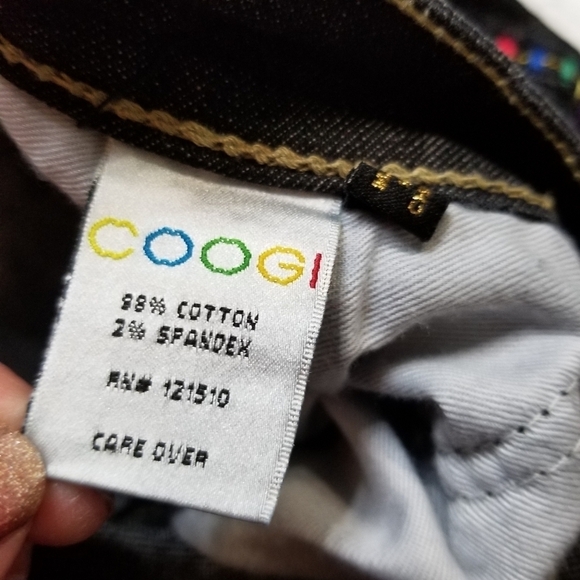 COOGI
98% COTTON
2% SPANDEX
RN# 121510
CARE OVER